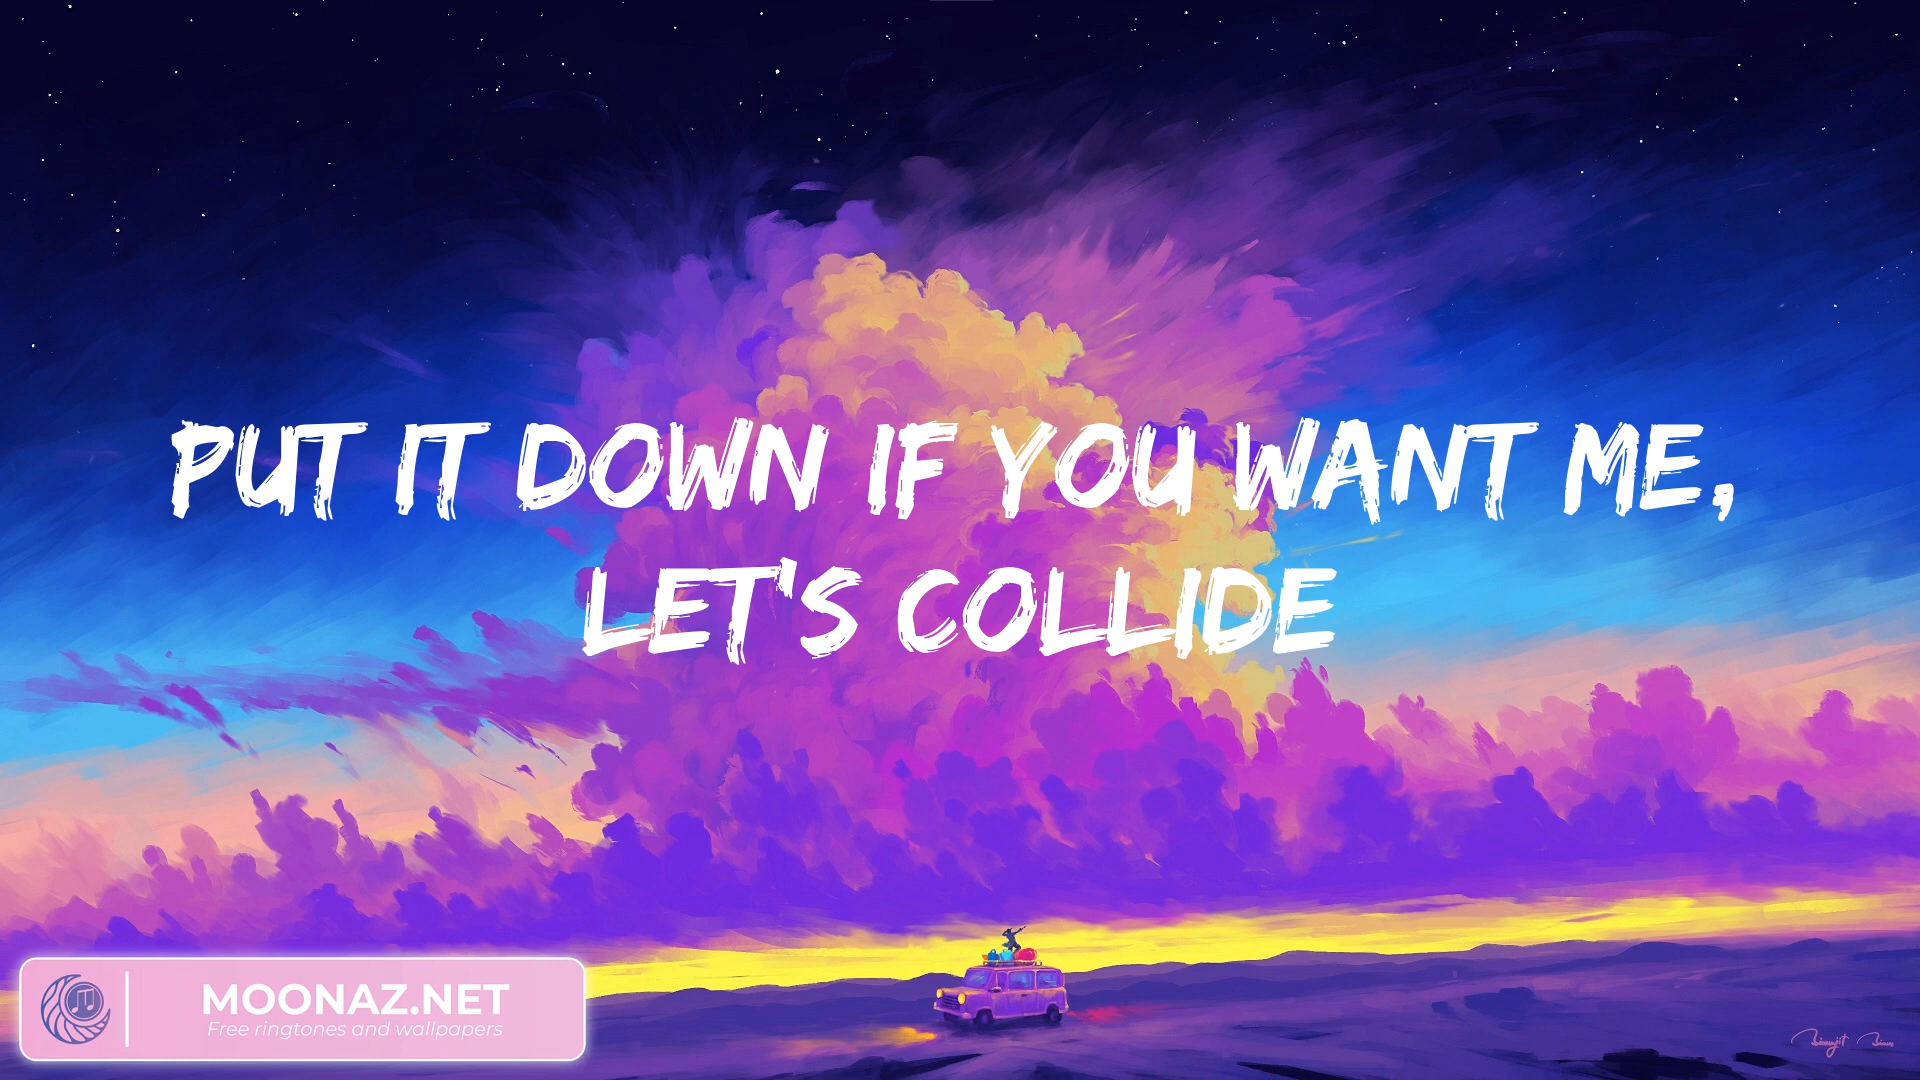 PUT IT DOWN IF YOU WANT ME,
LET'S COLLIDE
MOONAZ.NET
Free ringtones and wallpapers